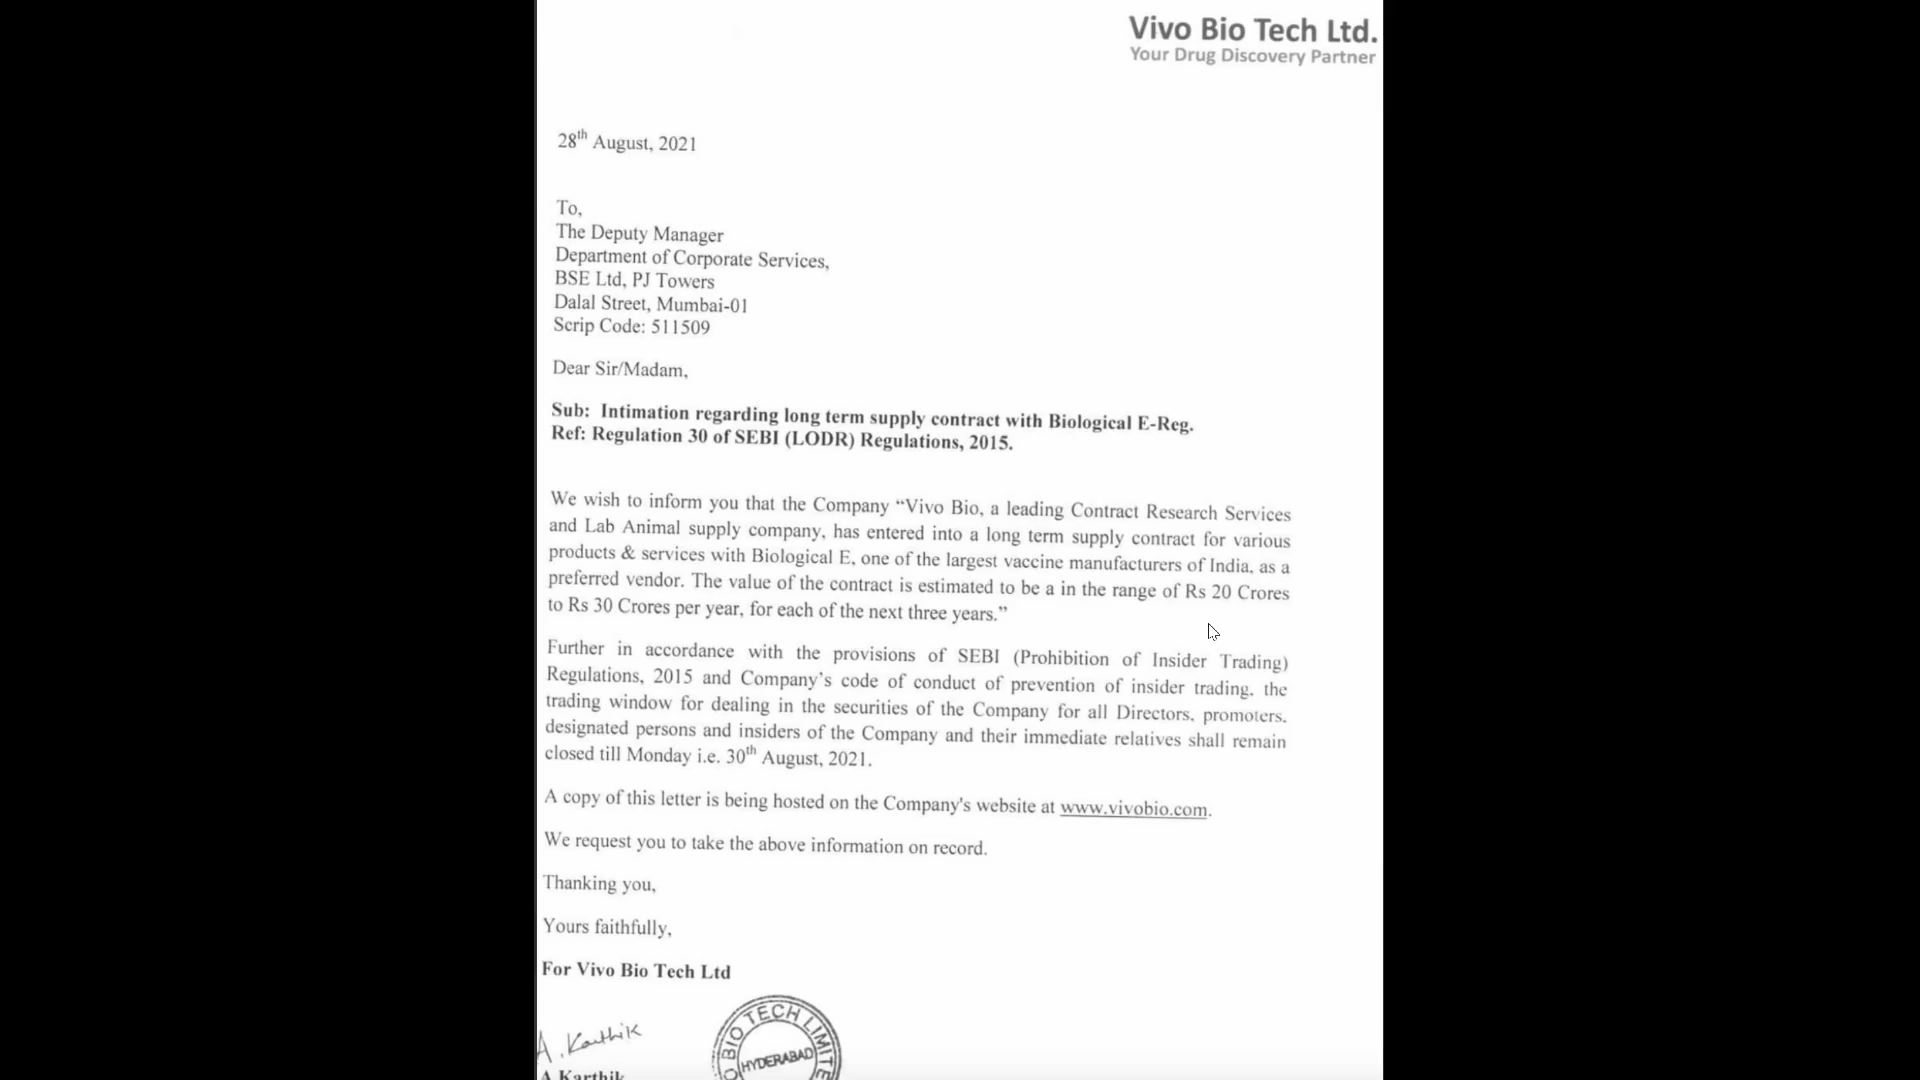 Vivo Bio Tech Ltd.
Your Drug Discovery Partner
28th August, 2021
To,
The Deputy Manager
Department of Corporate Services,
BSE Ltd, PJ Towers
Dalal Street, Mumbai-01
Scrip Code: 511509
Dear Sir/Madam,
Sub: Intimation regarding long term supply contract with Biological E-Reg.
Ref: Regulation 30 of SEBI (LODR) Regulations, 2015.
We wish to inform you that the Company “Vivo Bio, a leading Contract Research Services
and Lab Animal supply company, has entered into a long term supply contract for various
products & services with Biological E, one of the largest vaccine manufacturers of India, as a
preferred vendor. The value of the contract is estimated to be a in the range of Rs 20 Crores
to Rs 30 Crores per year, for each of the next three years.”
Further in accordance with the provisions of SEBI (Prohibition of Insider Trading)
Regulations, 2015 and Company’s code of conduct of prevention of insider trading, the
trading window for dealing in the securities of the Company for all Directors, promoters,
designated persons and insiders of the Company and their immediate relatives shall remain
closed till Monday i.e. 30th August, 2021.
A copy of this letter is being hosted on the Company's website at www.vivobio.com.
We request you to take the above information on record.
Thanking you,
Yours faithfully,
For Vivo Bio Tech Ltd
A. Karthik
BIO TECH LIMITE
HYDERABAD
A Karthik